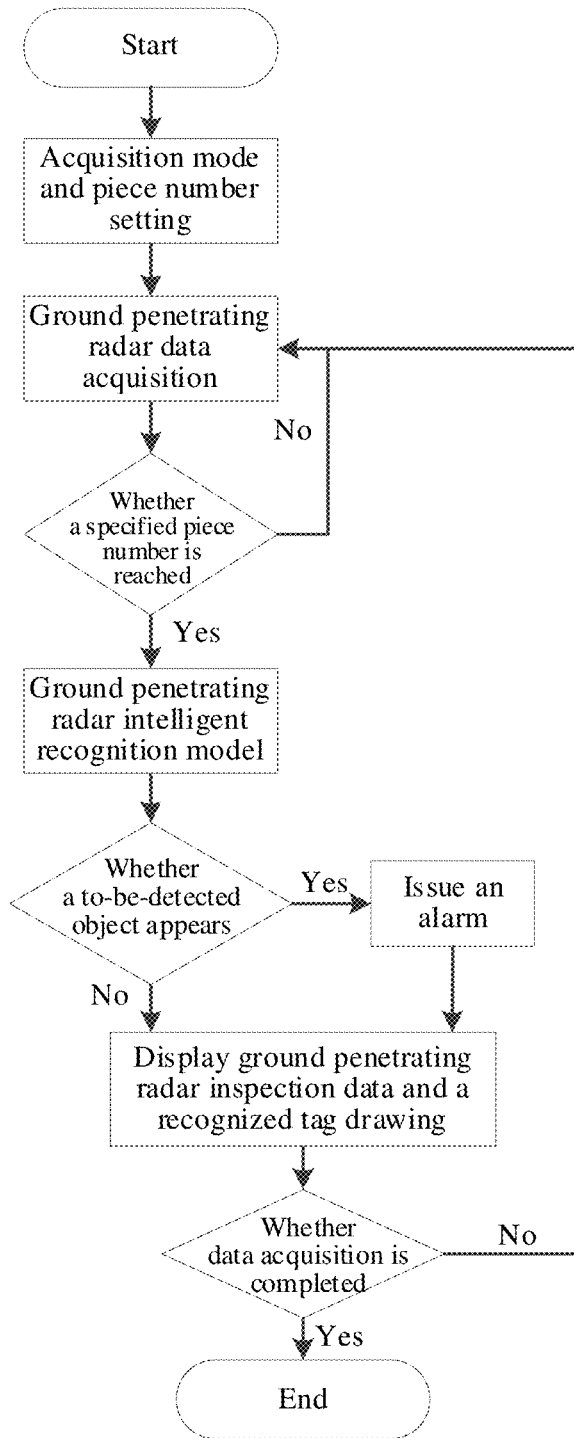 Start
Acquisition mode
and piece number
setting
Ground penetrating
radar data
acquisition
No
Whether
a specified piece
number is
reached
Yes
Ground penetrating
radar intelligent
recognition model
Whether
a to-be-detected
object appears
Yes
Issue an
alarm
No
Display ground penetrating
radar inspection data and a
recognized tag drawing
Whether
data acquisition is
completed
No
Yes
End